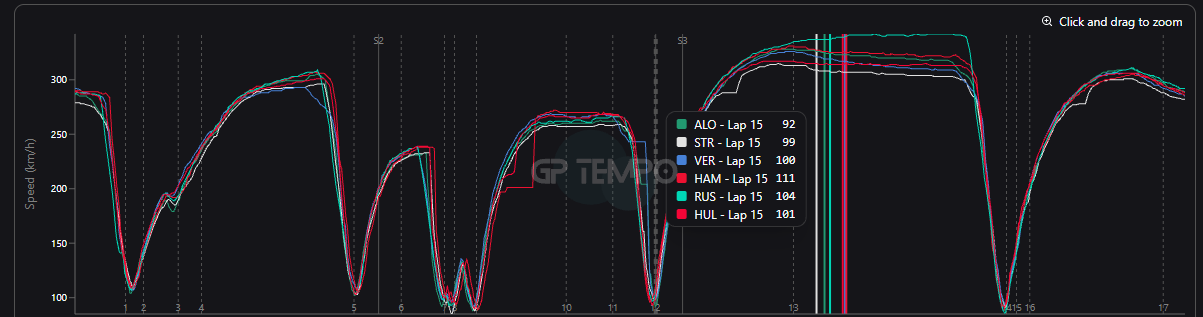 Click and drag to zoom
S2
S3
300
250
200
150
100
Speed (km/h)
GP TEMPO
ALO - Lap 15 92
STR - Lap 15 99
VER - Lap 15 100
HAM - Lap 15 111
RUS - Lap 15 104
HUL - Lap 15 101
1 2 3 4 5 6 10 11 12 13 15 16 17